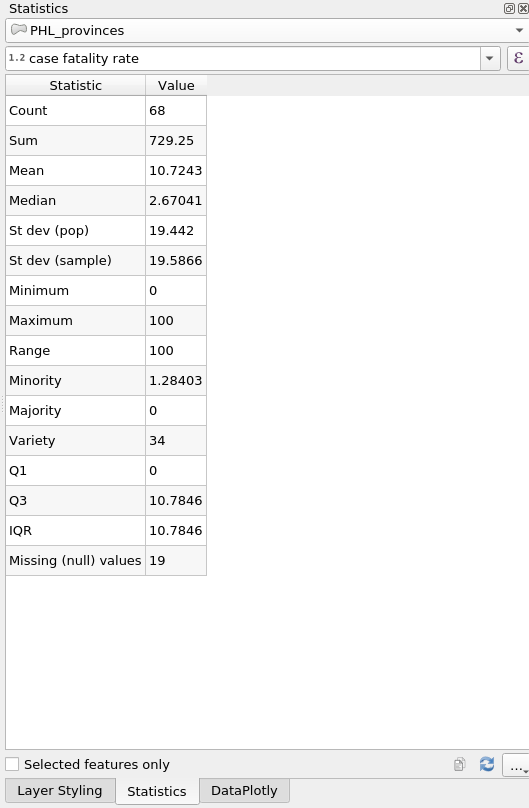 Statistics
PHL_provinces
1.2 case fatality rate ε
Statistic Value
Count 68
Sum 729.25
Mean 10.7243
Median 2.67041
St dev (pop) 19.442
St dev (sample) 19.5866
Minimum 0
Maximum 100
Range 100
Minority 1.28403
Majority 0
Variety 34
Q1 0
Q3 10.7846
IQR 10.7846
Missing (null) values 19
Selected features only ...
Layer Styling Statistics DataPlotly